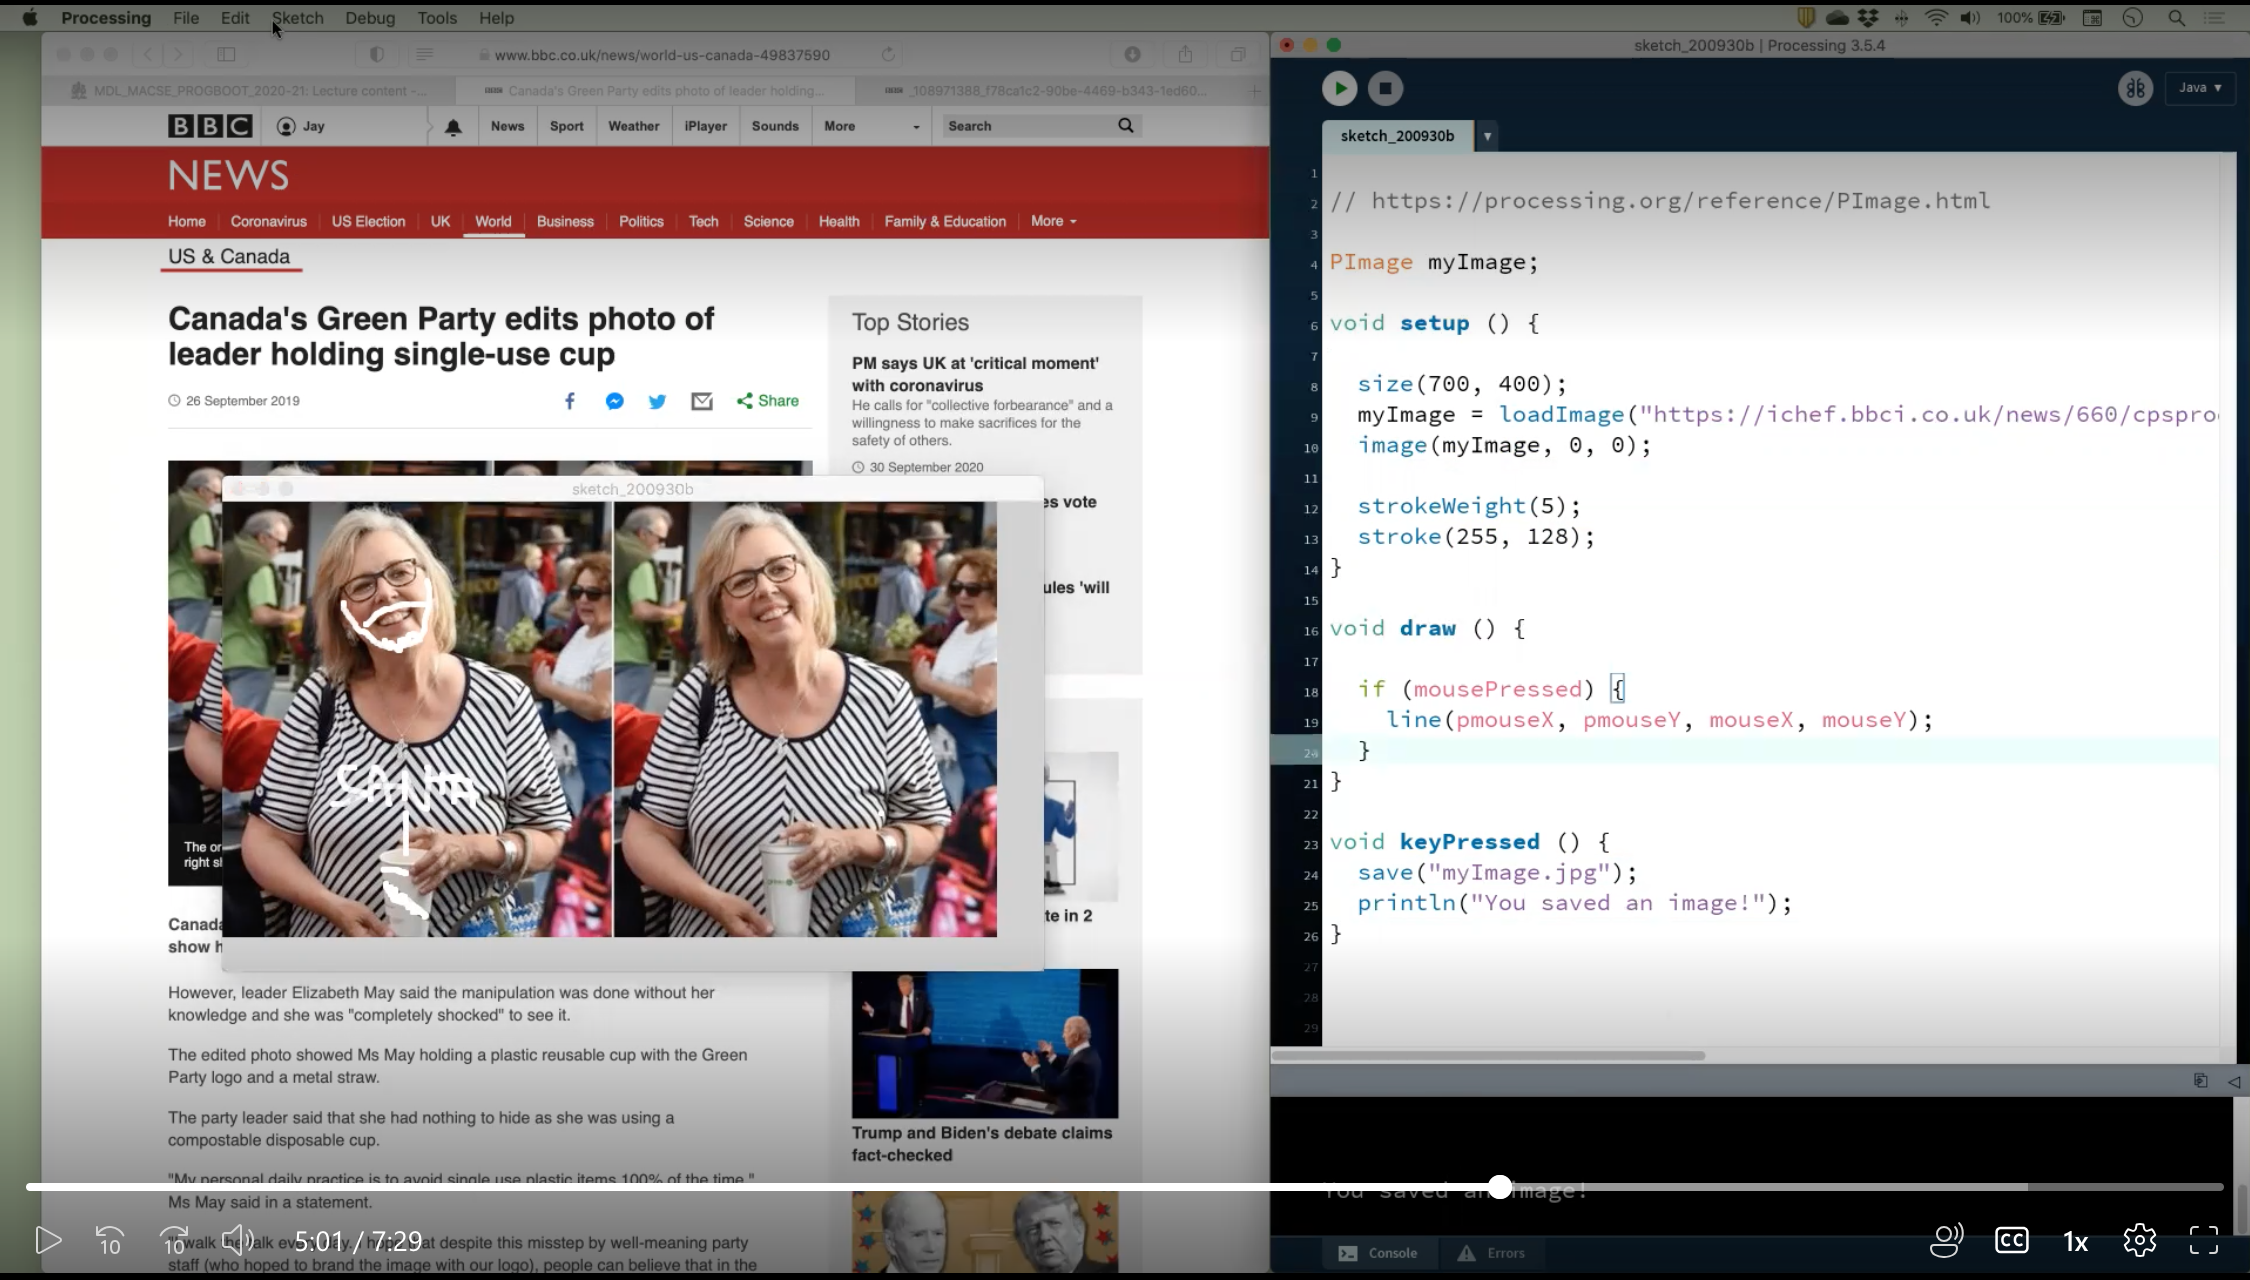 Processing File Edit Sketch Debug Tools Help
100%
www.bbc.co.uk/news/world-us-canada-49837590
MDL_MACSE_PROGBOOT_2020-21: Lecture content -...
Canada's Green Party edits photo of leader holding...
_108971388_f78ca1c2-90be-4469-b343-1ed60...
BBC Jay News Sport Weather iPlayer Sounds More Search
NEWS
Home Coronavirus US Election UK World Business Politics Tech Science Health Family & Education More
US & Canada
Canada's Green Party edits photo of
leader holding single-use cup
26 September 2019
Share
The or
right sl
sketch_200930b
SANTA
Canada
show h
However, leader Elizabeth May said the manipulation was done without her
knowledge and she was "completely shocked" to see it.
The edited photo showed Ms May holding a plastic reusable cup with the Green
Party logo and a metal straw.
The party leader said that she had nothing to hide as she was using a
compostable disposable cup.
"My personal daily practice is to avoid single use plastic items 100% of the time,"
Ms May said in a statement.
at despite this misstep by well-meaning party
staff (who hoped to brand the image with our logo), people can believe that in the
Top Stories
PM says UK at 'critical moment'
with coronavirus
He calls for "collective forbearance" and a
willingness to make sacrifices for the
safety of others.
30 September 2020
es vote
ules 'will
te in 2
Trump and Biden's debate claims
fact-checked
sketch_200930b | Processing 3.5.4
Java
sketch_200930b
1
2 // https://processing.org/reference/PImage.html
3
4 PImage myImage;
5
6 void setup () {
7
8 size(700, 400);
9 myImage = loadImage("https://ichef.bbci.co.uk/news/660/cpspro
10 image(myImage, 0, 0);
11
12 strokeWeight(5);
13 stroke(255, 128);
14 }
15
16 void draw () {
17
18 if (mousePressed) {
19 line(pmouseX, pmouseY, mouseX, mouseY);
20 }
21 }
22
23 void keyPressed () {
24 save("myImage.jpg");
25 println("You saved an image!");
26 }
27
28
29
You saved an image!
Console Errors
10 10 5:01 / 7:29
CC 1x